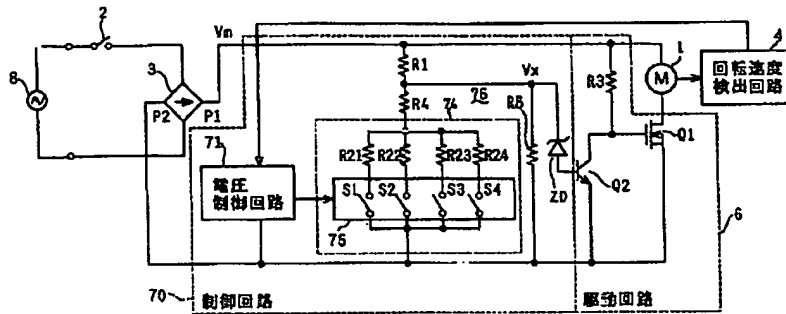 2
Vm
1
4
8
3
P2
P1
R1
R4
76
Vx
R5
R3
M
回転速度
検出回路
74
71
電圧
制御回路
R21
R22
R23
R24
S1
S2
S3
S4
75
ZD
Q2
Q1
6
70
制御回路
駆動回路